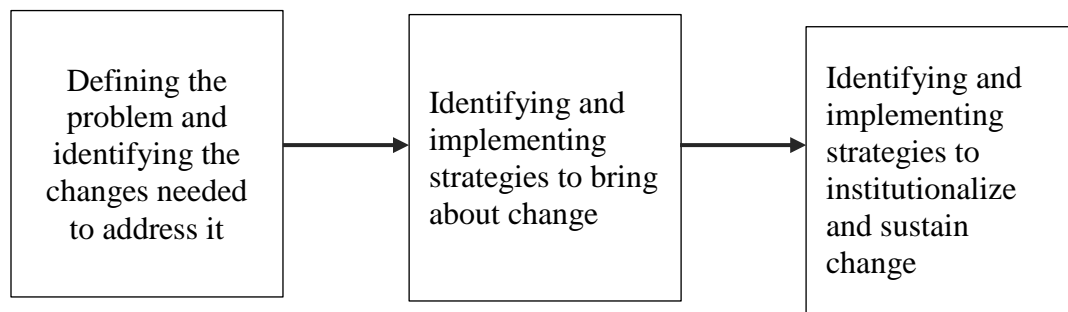 Defining the
problem and
identifying the
changes needed
to address it
Identifying and
implementing
strategies to bring
about change
Identifying and
implementing
strategies to
institutionalize
and sustain
change